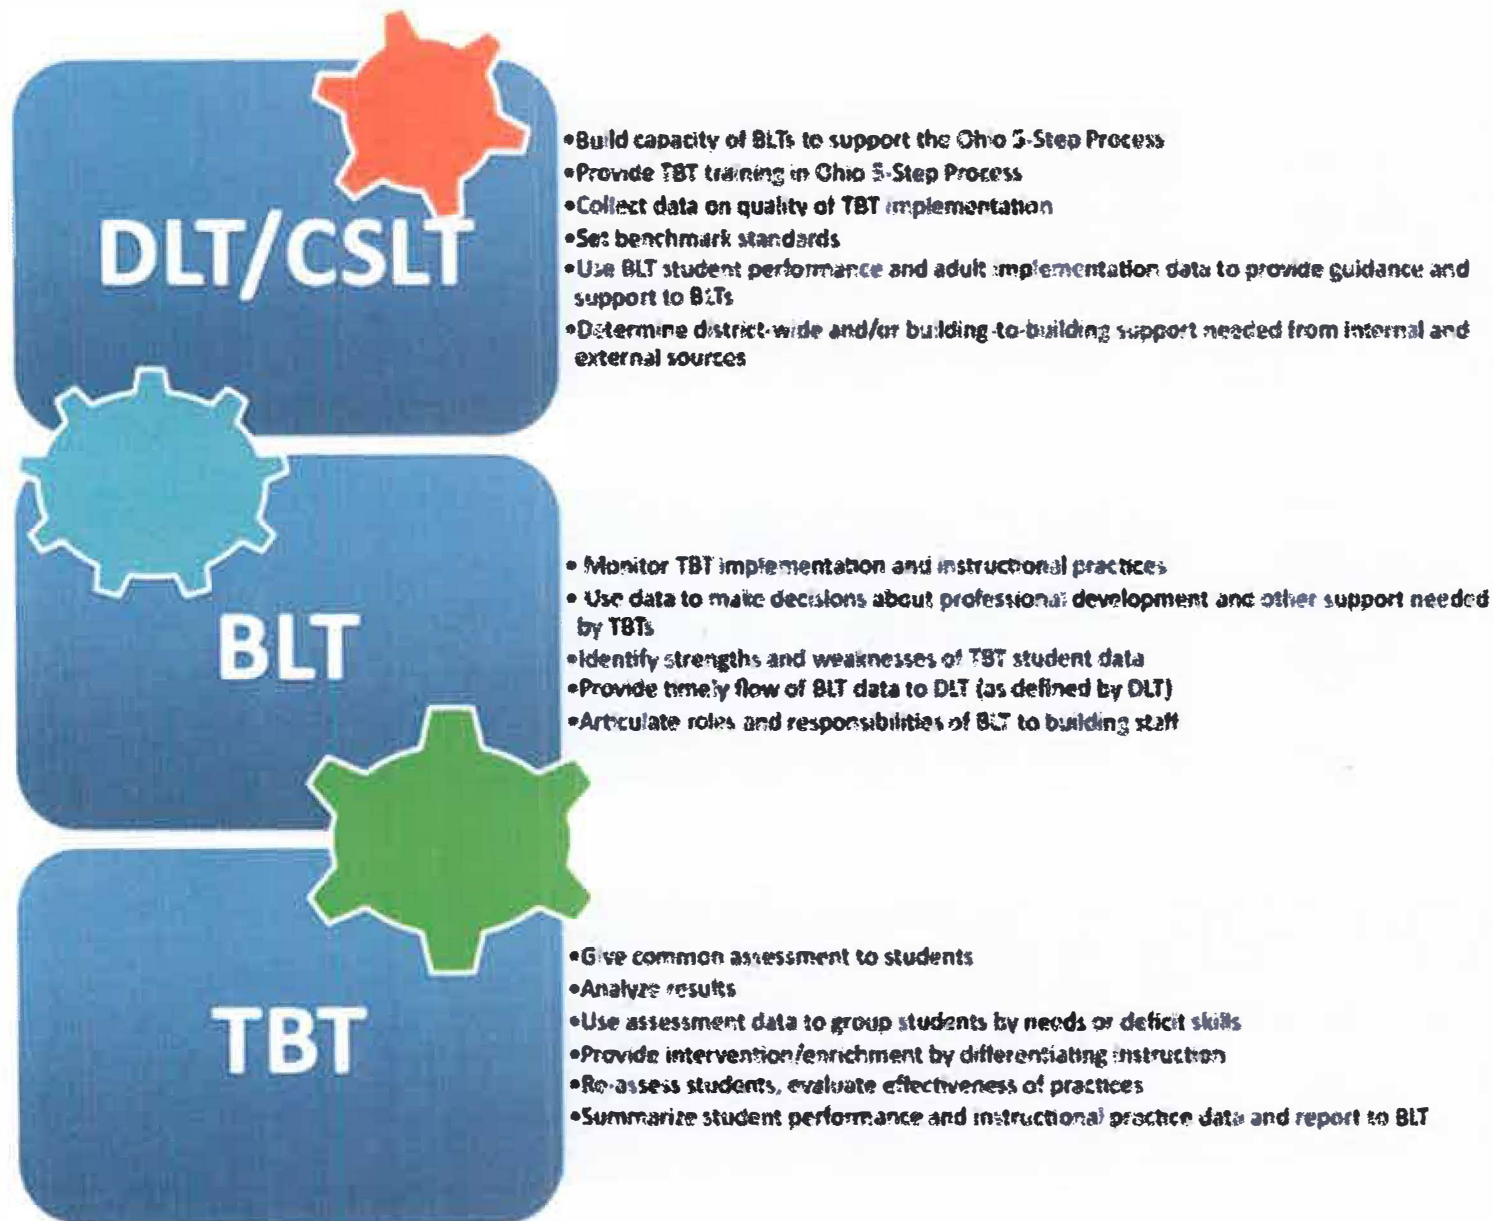 DLT/CSLT
•Build capacity of BLTs to support the Ohio 5-Step Process
•Provide TBT training in Ohio 5-Step Process
•Collect data on quality of TBT implementation
•Set benchmark standards
•Use BLT student performance and adult implementation data to provide guidance and
support to BLTs
•Determine district-wide and/or building-to-building support needed from internal and
external sources
BLT
• Monitor TBT implementation and instructional practices
• Use data to make decisions about professional development and other support needed
by TBTs
•Identify strengths and weaknesses of TBT student data
•Provide timely flow of BLT data to DLT (as defined by DLT)
•Articulate roles and responsibilities of BLT to building staff
TBT
•Give common assessment to students
•Analyze results
•Use assessment data to group students by needs or deficit skills
•Provide intervention/enrichment by differentiating instruction
•Re-assess students, evaluate effectiveness of practices
•Summarize student performance and instructional practice data and report to BLT